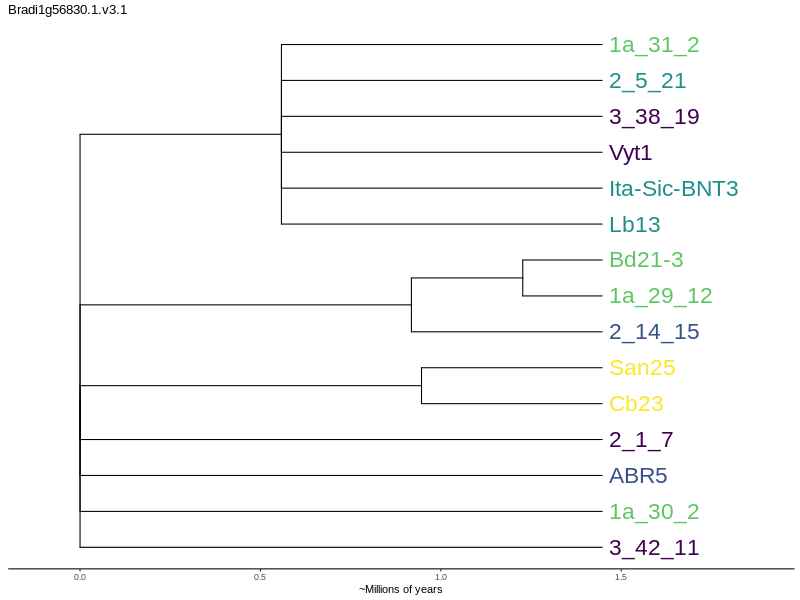 Bradi1g56830.1.v3.1
1a_31_2
2_5_21
3_38_19
Vyt1
Ita-Sic-BNT3
Lb13
Bd21-3
1a_29_12
2_14_15
San25
Cb23
2_1_7
ABR5
1a_30_2
3_42_11
0.0 0.5 1.0 1.5
~Millions of years